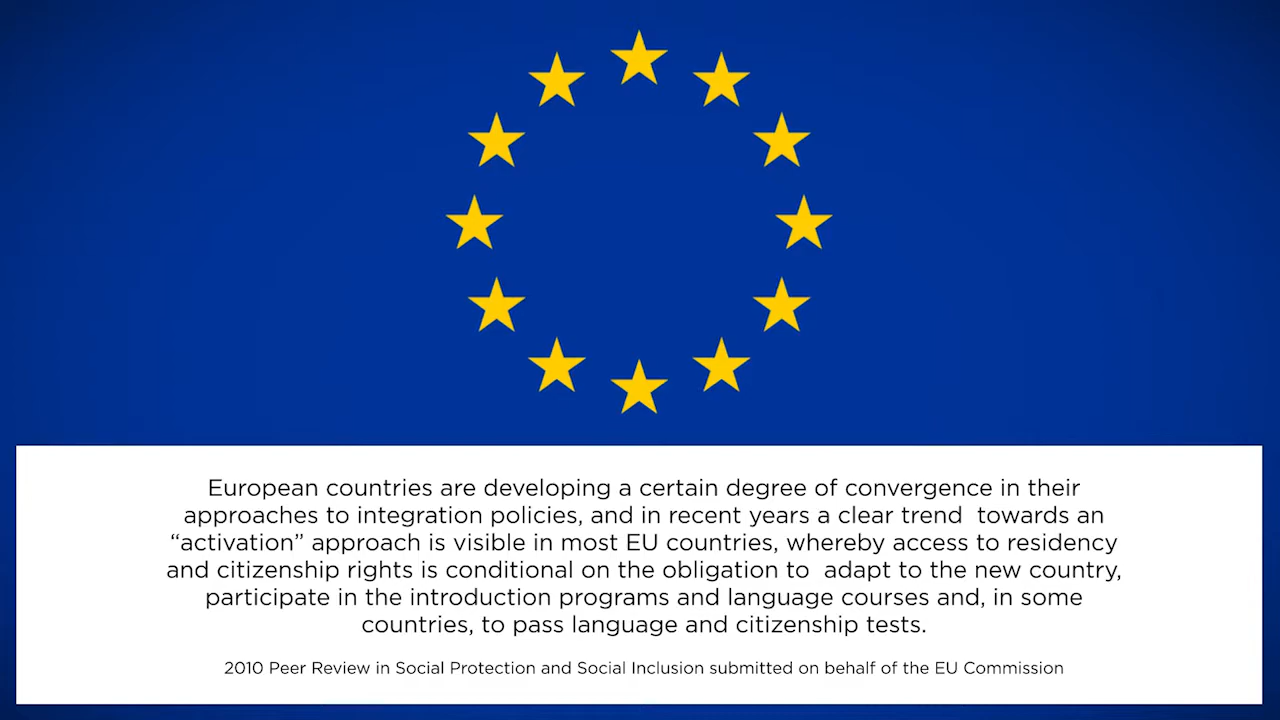 European countries are developing a certain degree of convergence in their
approaches to integration policies, and in recent years a clear trend  towards an
“activation” approach is visible in most EU countries, whereby access to residency
and citizenship rights is conditional on the obligation to  adapt to the new country,
participate in the introduction programs and language courses and, in some
countries, to pass language and citizenship tests.
2010 Peer Review in Social Protection and Social Inclusion submitted on behalf of the EU Commission